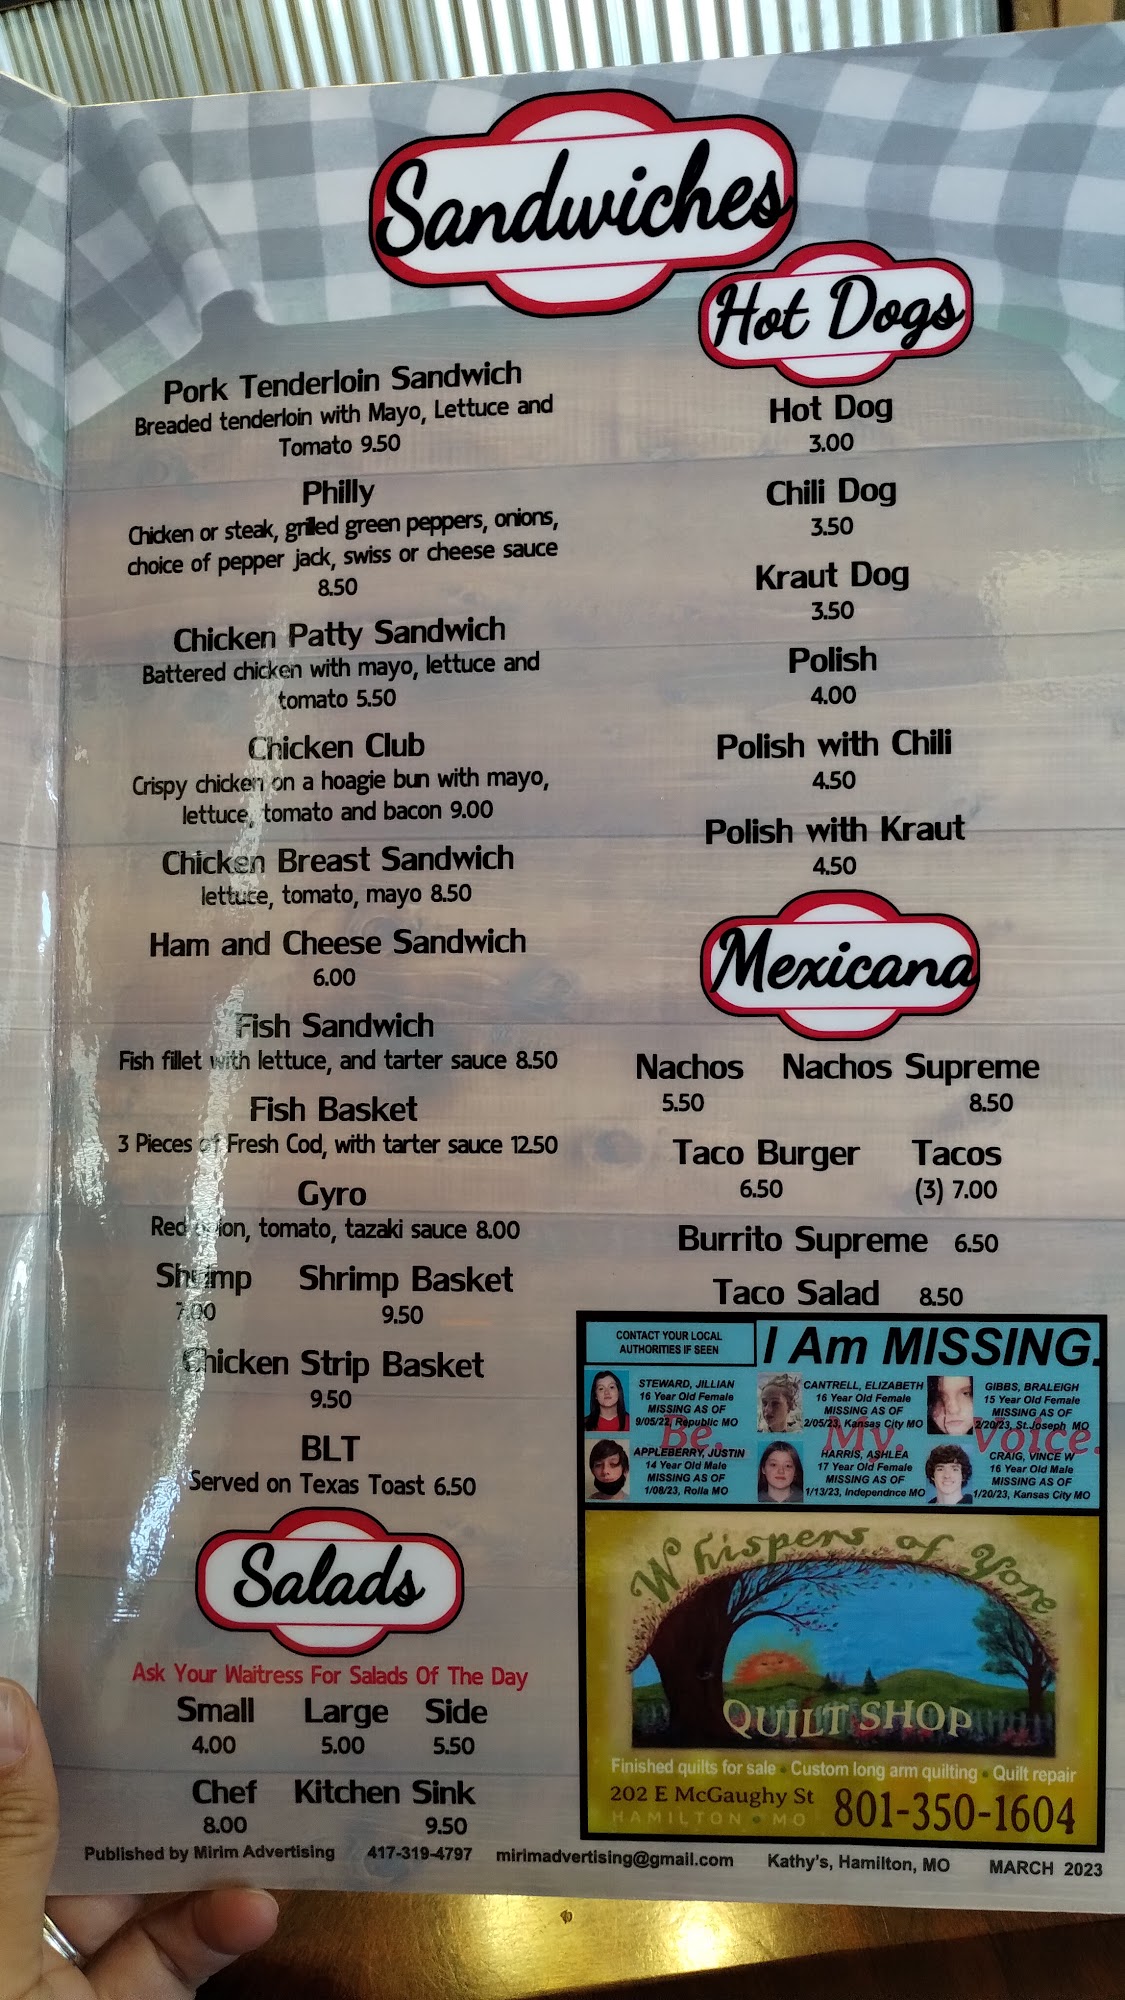 Sandwiches
Pork Tenderloin Sandwich
Breaded tenderloin with Mayo, Lettuce and
Tomato 9.50
Philly
Chicken or steak, grilled green peppers, onions,
choice of pepper jack, swiss or cheese sauce
8.50
Chicken Patty Sandwich
Battered chicken with mayo, lettuce and
tomato 5.50
Chicken Club
Crispy chicken on a hoagie bun with mayo,
lettuce, tomato and bacon 9.00
Chicken Breast Sandwich
lettuce, tomato, mayo 8.50
Ham and Cheese Sandwich
6.00
Fish Sandwich
Fish fillet with lettuce, and tarter sauce 8.50
Fish Basket
3 Pieces of Fresh Cod, with tarter sauce 12.50
Gyro
Red onion, tomato, tazaki sauce 8.00
Shrimp Shrimp Basket
7.00 9.50
Chicken Strip Basket
9.50
BLT
Served on Texas Toast 6.50
Salads
Ask Your Waitress For Salads Of The Day
Small Large Side
4.00 5.00 5.50
Chef Kitchen Sink
8.00 9.50
Hot Dogs
Hot Dog
3.00
Chili Dog
3.50
Kraut Dog
3.50
Polish
4.00
Polish with Chili
4.50
Polish with Kraut
4.50
Mexicana
Nachos Nachos Supreme
5.50 8.50
Taco Burger Tacos
6.50 (3) 7.00
Burrito Supreme 6.50
Taco Salad 8.50
CONTACT YOUR LOCAL
AUTHORITIES IF SEEN
I Am MISSING.
STEWARD, JILLIAN
16 Year Old Female
MISSING AS OF
9/05/22, Republic MO
CANTRELL, ELIZABETH
16 Year Old Female
MISSING AS OF
2/05/23, Kansas City MO
GIBBS, BRALEIGH
15 Year Old Female
MISSING AS OF
2/20/23, St.Joseph MO
Be. My. Voice.
APPLEBERRY, JUSTIN
14 Year Old Male
MISSING AS OF
1/08/23, Rolla MO
HARRIS, ASHLEA
17 Year Old Female
MISSING AS OF
1/13/23, Independnce MO
CRAIG, VINCE W
16 Year Old Male
MISSING AS OF
1/20/23, Kansas City MO
Whispers of Yore
QUILT SHOP
Finished quilts for sale • Custom long arm quilting • Quilt repair
202 E McGaughy St
HAMILTON • MO
801-350-1604
Published by Mirim Advertising 417-319-4797 mirimadvertising@gmail.com Kathy's, Hamilton, MO MARCH 2023